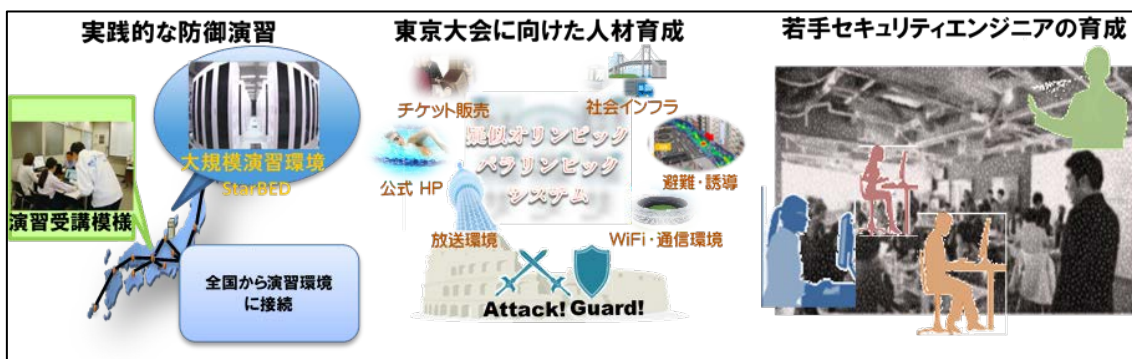 実践的な防御演習
大規模演習環境
StarBED
演習受講模様
全国から演習環境
に接続
東京大会に向けた人材育成
チケット販売
社会インフラ
疑似オリンピック
パラリンピック
システム
公式 HP
避難・誘導
放送環境
WiFi・通信環境
Attack! Guard!
若手セキュリティエンジニアの育成